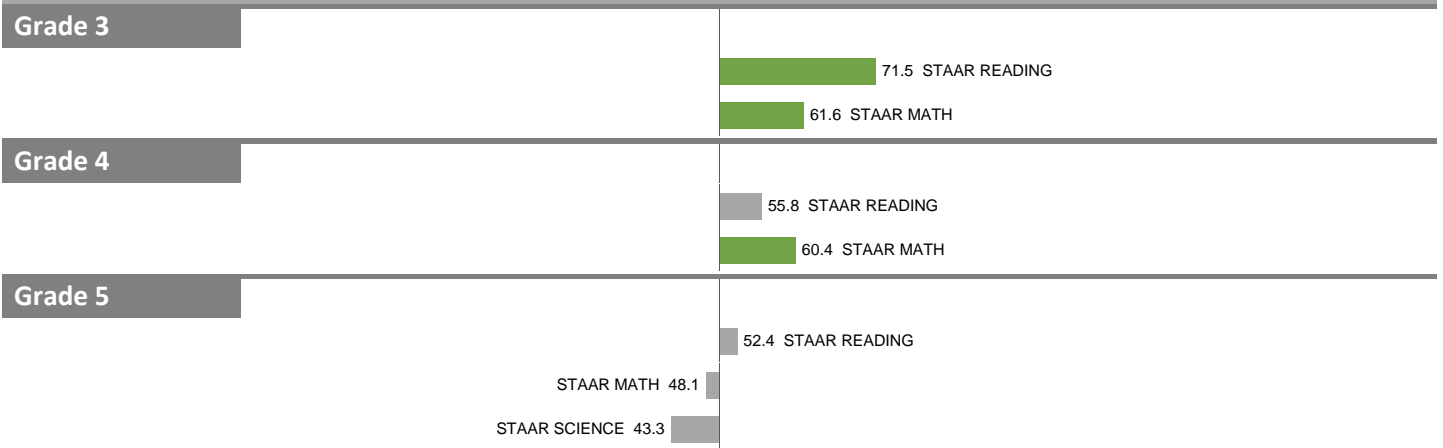 Grade 3
71.5 STAAR READING
61.6 STAAR MATH
Grade 4
55.8 STAAR READING
60.4 STAAR MATH
Grade 5
52.4 STAAR READING
STAAR MATH 48.1
STAAR SCIENCE 43.3